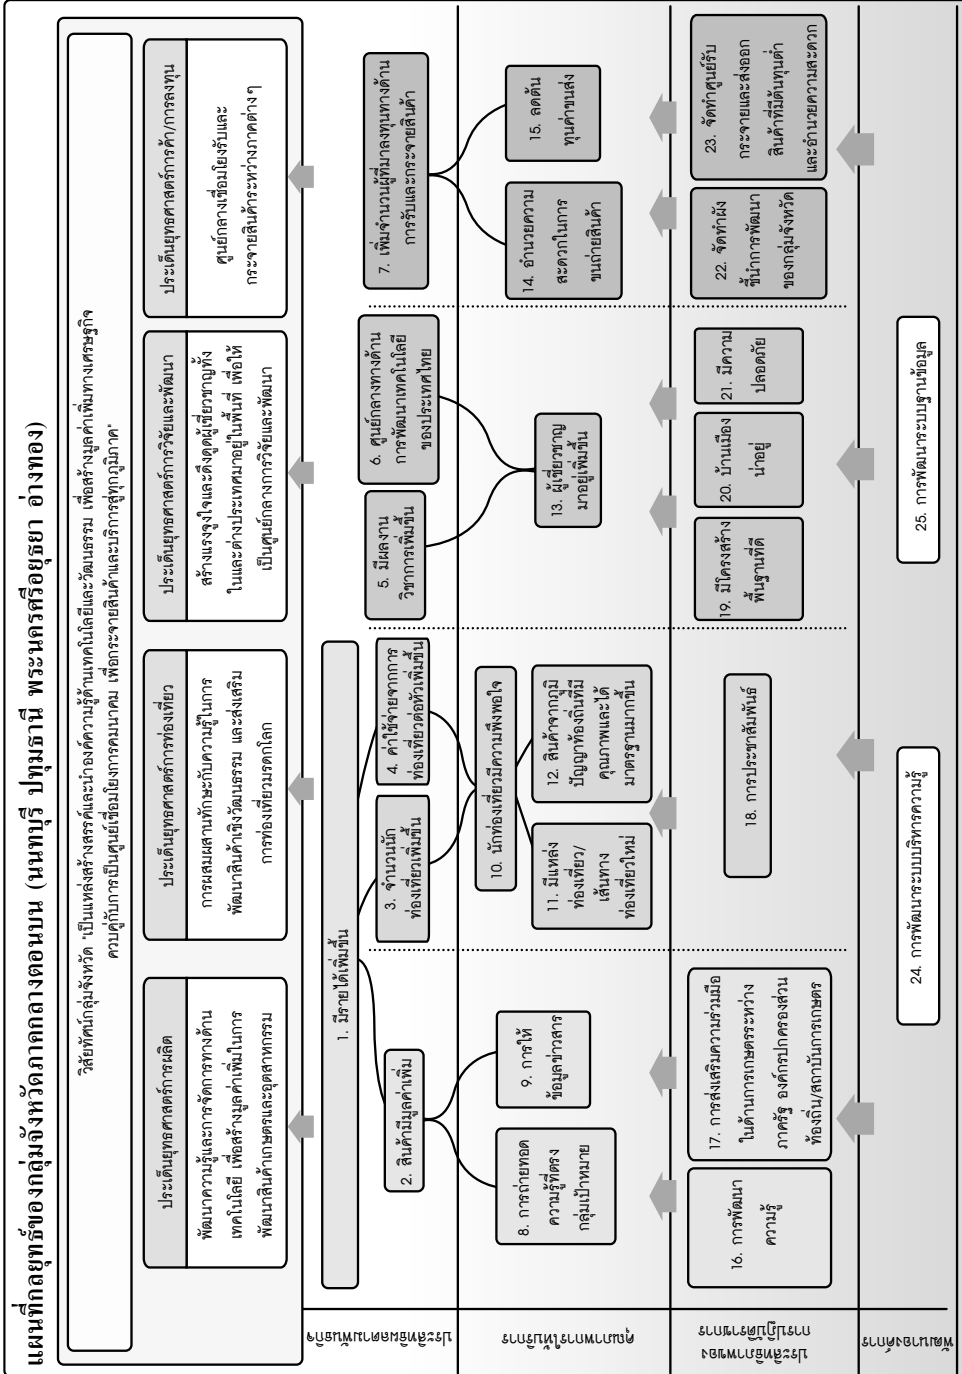 แผนที่กลยุทธ์ของกลุ่มจังหวัดภาคกลางตอนบน (นนทบุรี ปทุมธานี พระนครศรีอยุธยา อ่างทอง)
วิสัยทัศน์กลุ่มจังหวัด "เป็นแหล่งสร้างสรรค์และนำองค์ความรู้ด้านเทคโนโลยีและวัฒนธรรม เพื่อสร้างมูลค่าเพิ่มทางเศรษฐกิจ
ควบคู่กับการเป็นศูนย์เชื่อมโยงการคมนาคม เพื่อกระจายสินค้าและบริการสู่ทุกภูมิภาค"
ประเด็นยุทธศาสตร์การผลิต
พัฒนาความรู้และการจัดการทางด้าน
เทคโนโลยี เพื่อสร้างมูลค่าเพิ่มในการ
พัฒนาสินค้าเกษตรและอุตสาหกรรม
ประเด็นยุทธศาสตร์การท่องเที่ยว
การผสมผสานทักษะกับความรู้ในการ
พัฒนาสินค้าเชิงวัฒนธรรม และส่งเสริม
การท่องเที่ยวมรดกโลก
ประเด็นยุทธศาสตร์การวิจัยและพัฒนา
สร้างแรงจูงใจและดึงดูดผู้เชี่ยวชาญทั้ง
ในและต่างประเทศมาอยู่ในพื้นที่ เพื่อให้
เป็นศูนย์กลางการวิจัยและพัฒนา
ประเด็นยุทธศาสตร์การค้า/การลงทุน
ศูนย์กลางเชื่อมโยงรับและ
กระจายสินค้าระหว่างภาคต่างๆ
ประสิทธิผลตามพันธกิจ
1. มีรายได้เพิ่มขึ้น
2. สินค้ามีมูลค่าเพิ่ม
3. จำนวนนัก
ท่องเที่ยวเพิ่มขึ้น
4. ค่าใช้จ่ายจากการ
ท่องเที่ยวต่อหัวเพิ่มขึ้น
5. มีผลงาน
วิชาการเพิ่มขึ้น
6. ศูนย์กลางทางด้าน
การพัฒนาเทคโนโลยี
ของประเทศไทย
7. เพิ่มจำนวนผู้ที่มาลงทุนทางด้าน
การรับและกระจายสินค้า
คุณภาพการให้บริการ
8. การถ่ายทอด
ความรู้ที่ตรง
กลุ่มเป้าหมาย
9. การให้
ข้อมูลข่าวสาร
10. นักท่องเที่ยวมีความพึงพอใจ
11. มีแหล่ง
ท่องเที่ยว/
เส้นทาง
ท่องเที่ยวใหม่
12. สินค้าจากภูมิ
ปัญญาท้องถิ่นที่มี
คุณภาพและได้
มาตรฐานมากขึ้น
13. ผู้เชี่ยวชาญ
มาอยู่เพิ่มขึ้น
14. อำนวยความ
สะดวกในการ
ขนถ่ายสินค้า
15. ลดต้น
ทุนค่าขนส่ง
ประสิทธิภาพของ
การปฏิบัติราชการ
16. การพัฒนา
ความรู้
17. การส่งเสริมความร่วมมือ
ในด้านการเกษตรระหว่าง
ภาครัฐ องค์กรปกครองส่วน
ท้องถิ่น/สถาบันการเกษตร
18. การประชาสัมพันธ์
19. มีโครงสร้าง
พื้นฐานที่ดี
20. บ้านเมือง
น่าอยู่
21. มีความ
ปลอดภัย
22. จัดทำผัง
ชี้นำการพัฒนา
ของกลุ่มจังหวัด
23. จัดทำศูนย์รับ
กระจายและส่งออก
สินค้าที่มีต้นทุนต่ำ
และอำนวยความสะดวก
พัฒนาองค์การ
24. การพัฒนาระบบบริหารความรู้
25. การพัฒนาระบบฐานข้อมูล